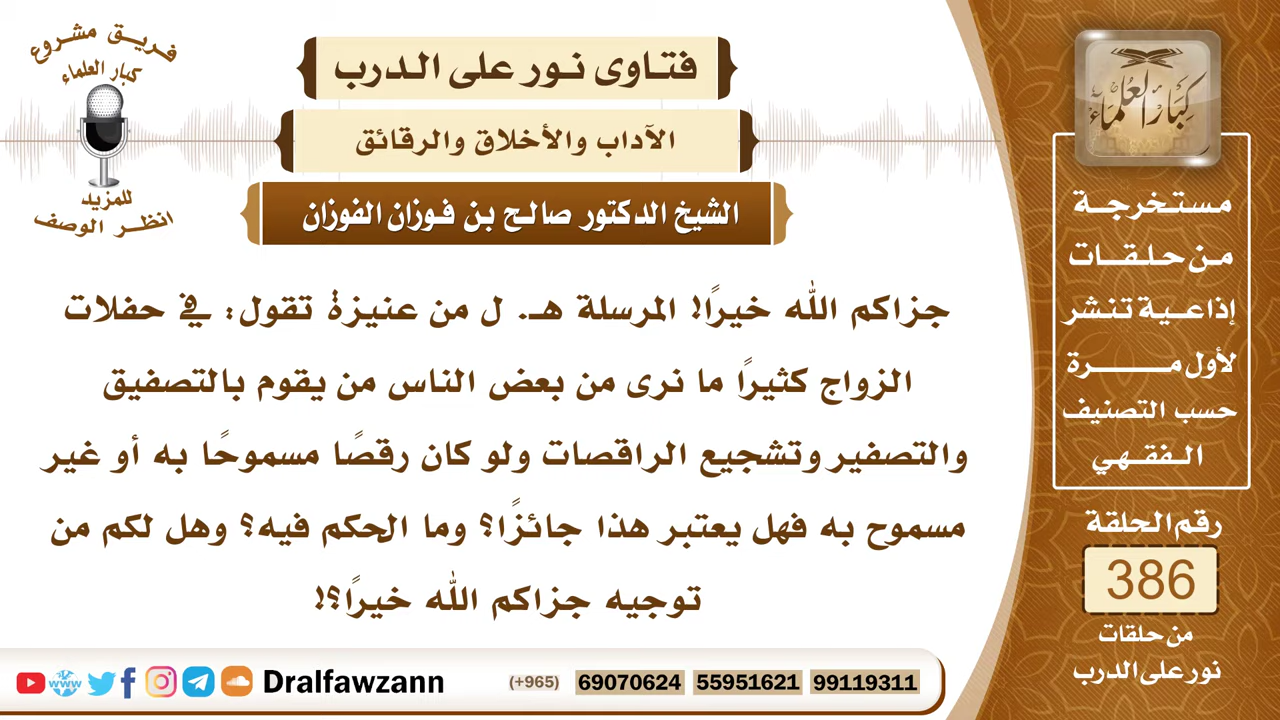 فريق مشروع
كبار العلماء
للمزيد
انظر الوصف
فتاوى نور على الدرب
الآداب والأخلاق والرقائق
الشيخ الدكتور صالح بن فوزان الفوزان
جزاكم الله خيرًا! المرسلة هـ. ل من عنيزة تقول: في حفلات
الزواج كثيرًا ما نرى من بعض الناس من يقوم بالتصفيق
والتصفير وتشجيع الراقصات ولو كان رقصًا مسموحًا به أو غير
مسموح به فهل يعتبر هذا جائزًا؟ وما الحكم فيه؟ وهل لكم من
توجيه جزاكم الله خيرًا؟!
كبار العلماء
مستخرجة
من حلقات
إذاعية تنشر
لأول مرة
حسب التصنيف
الفقهي
رقم الحلقة
386
من حلقات
نور على الدرب
www
Dralfawzann
(+965) 69070624 55951621 99119311